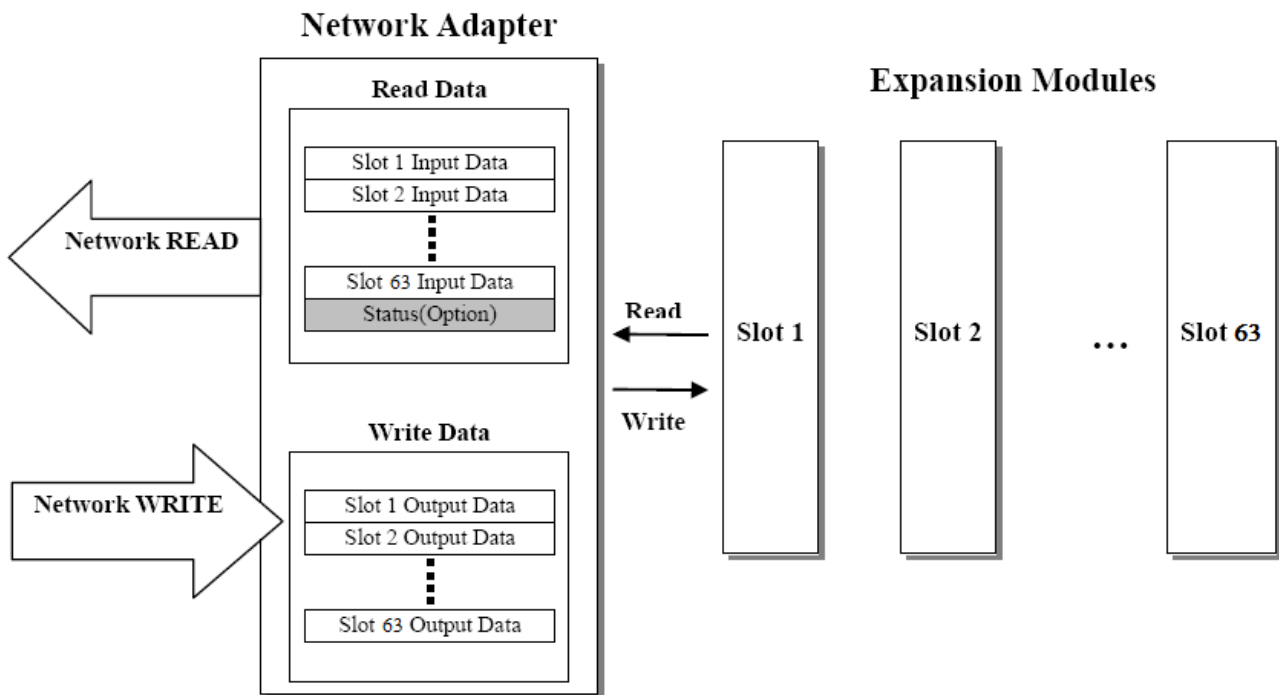 Network Adapter
Expansion Modules
Read Data
Slot 1 Input Data
Slot 2 Input Data
Slot 63 Input Data
Status(Option)
Network READ
Read
Write
Slot 1
Slot 2
...
Slot 63
Write Data
Network WRITE
Slot 1 Output Data
Slot 2 Output Data
Slot 63 Output Data